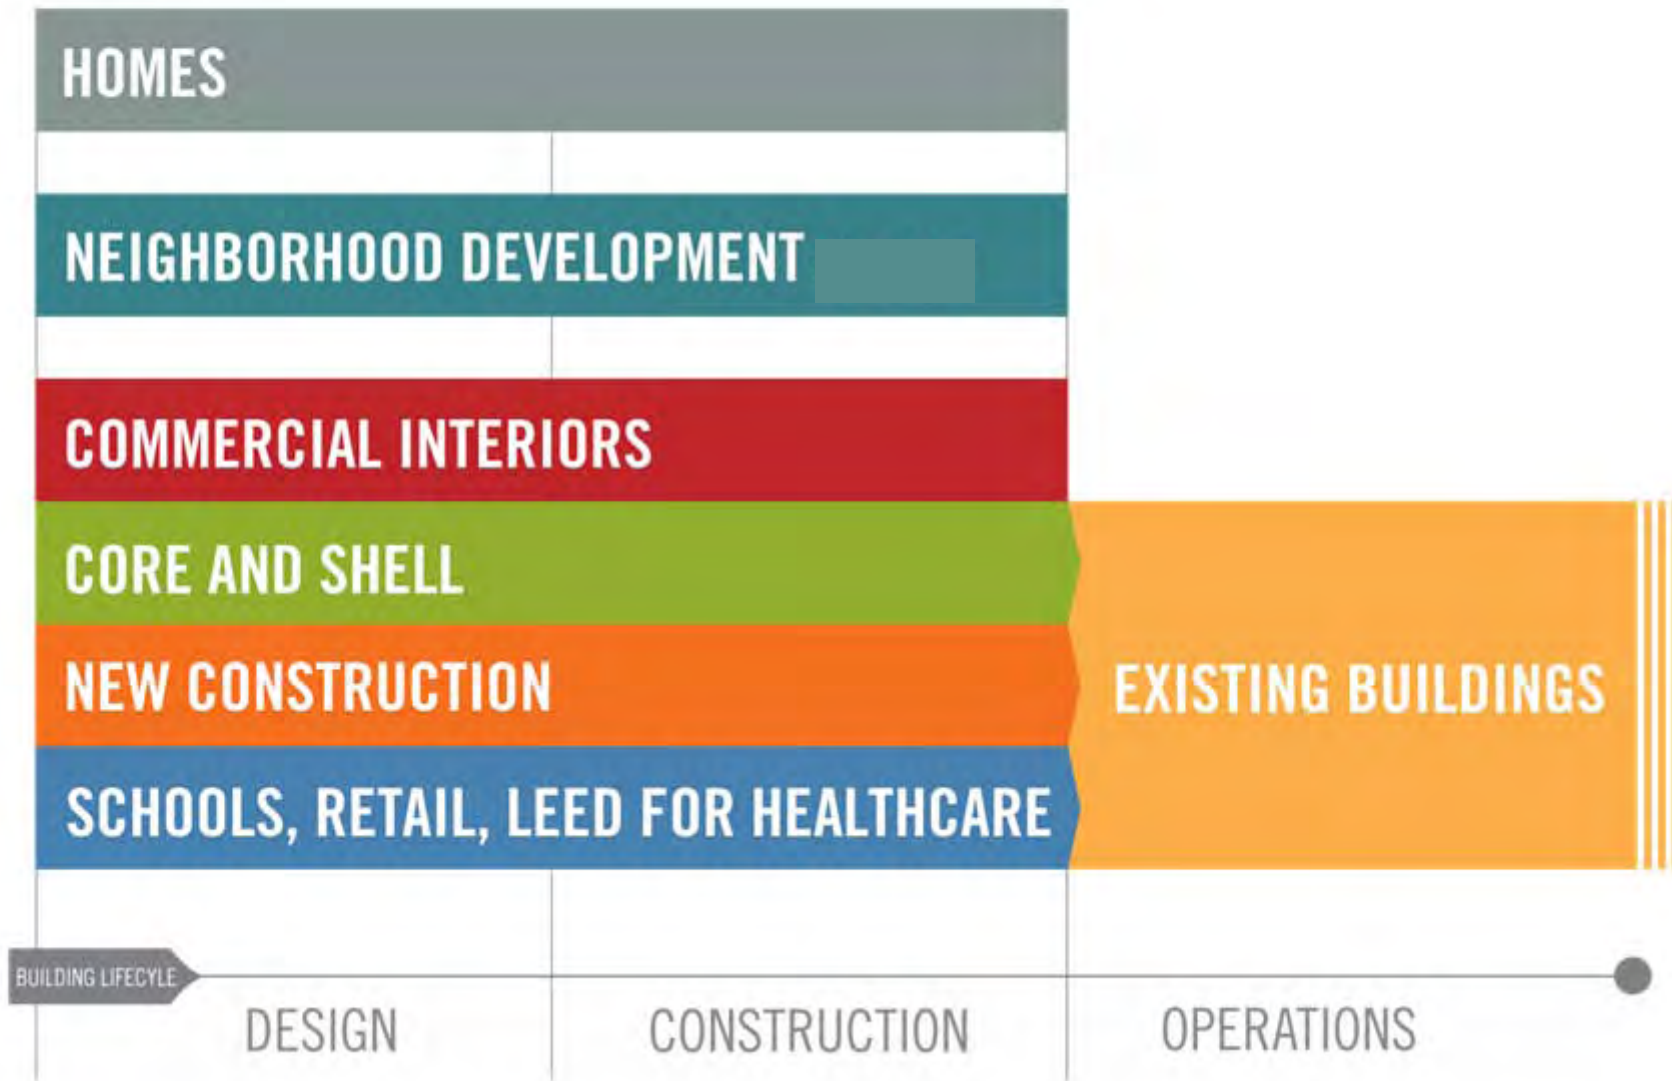 HOMES
NEIGHBORHOOD DEVELOPMENT
COMMERCIAL INTERIORS
CORE AND SHELL
NEW CONSTRUCTION
EXISTING BUILDINGS
SCHOOLS, RETAIL, LEED FOR HEALTHCARE
BUILDING LIFECYLE
DESIGN
CONSTRUCTION
OPERATIONS